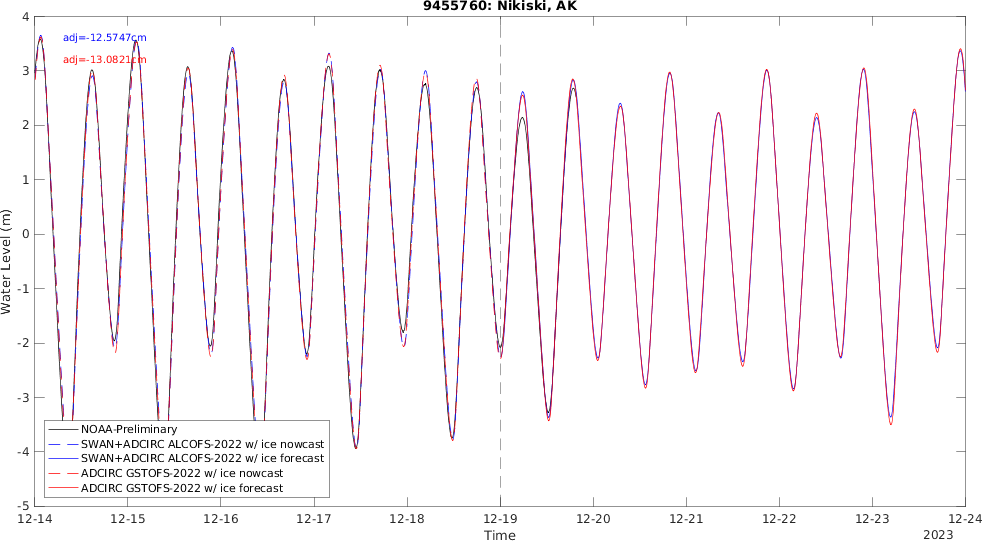 9455760: Nikiski, AK
adj=-12.5747cm
adj=-13.0821cm
4
3
2
1
0
-1
-2
-3
-4
-5
Water Level (m)
NOAA-Preliminary
SWAN+ADCIRC ALCOFS-2022 w/ ice nowcast
SWAN+ADCIRC ALCOFS-2022 w/ ice forecast
ADCIRC GSTOFS-2022 w/ ice nowcast
ADCIRC GSTOFS-2022 w/ ice forecast
12-14 12-15 12-16 12-17 12-18 12-19 12-20 12-21 12-22 12-23 12-24
Time
2023